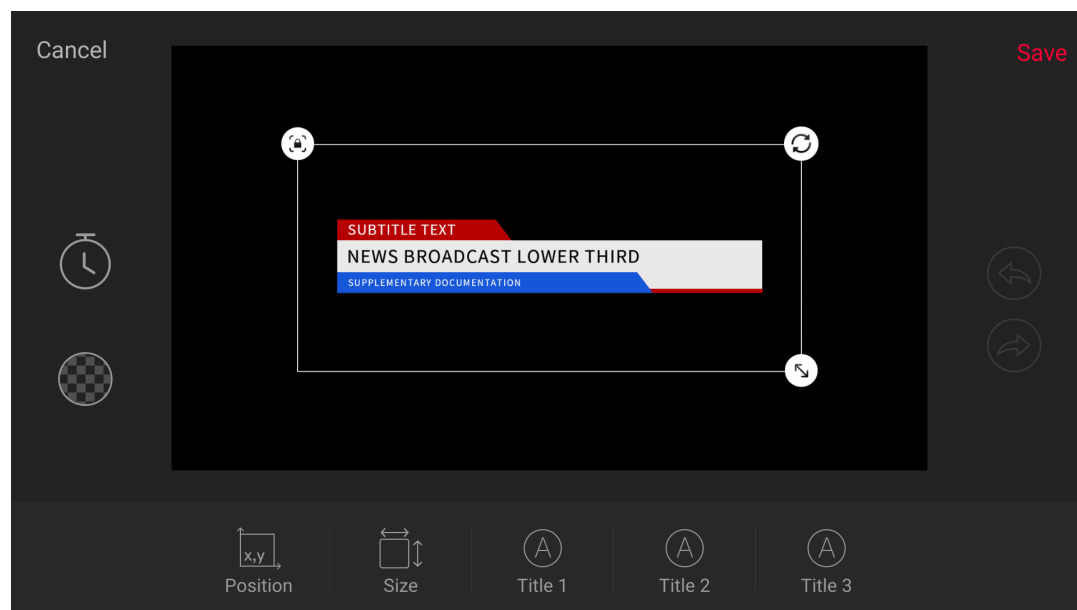 Cancel
Save
SUBTITLE TEXT
NEWS BROADCAST LOWER THIRD
SUPPLEMENTARY DOCUMENTATION
x,y
A
A
A
Position
Size
Title 1
Title 2
Title 3